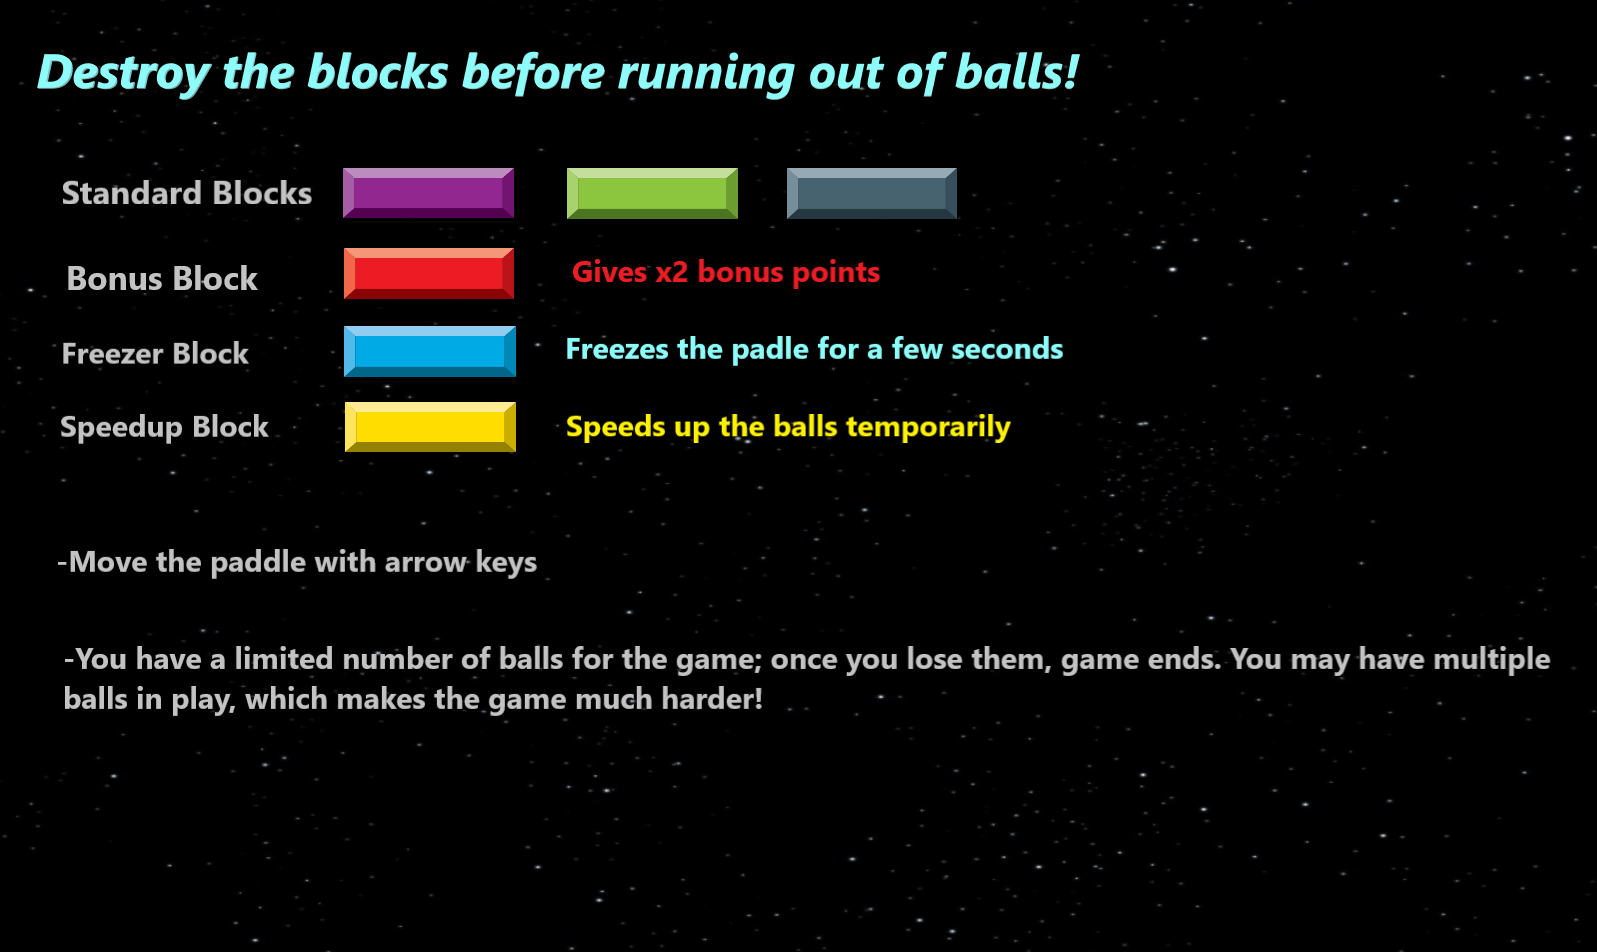 Destroy the blocks before running out of balls!
Standard Blocks
Bonus Block
Gives x2 bonus points
Freezer Block
Freezes the padle for a few seconds
Speedup Block
Speeds up the balls temporarily
-Move the paddle with arrow keys
-You have a limited number of balls for the game; once you lose them, game ends. You may have multiple
balls in play, which makes the game much harder!